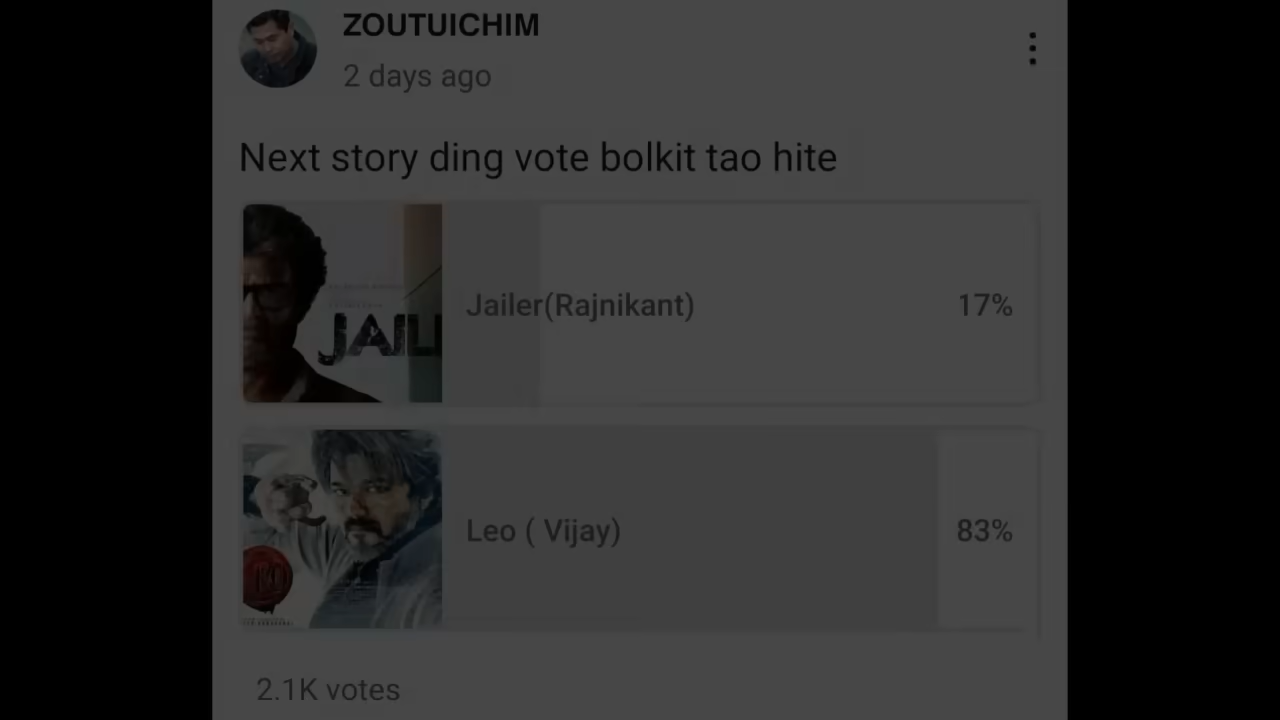 ZOUTUICHIM
2 days ago
Next story ding vote bolkit tao hite
JAIL
Jailer(Rajnikant)
17%
Leo ( Vijay)
83%
2.1K votes